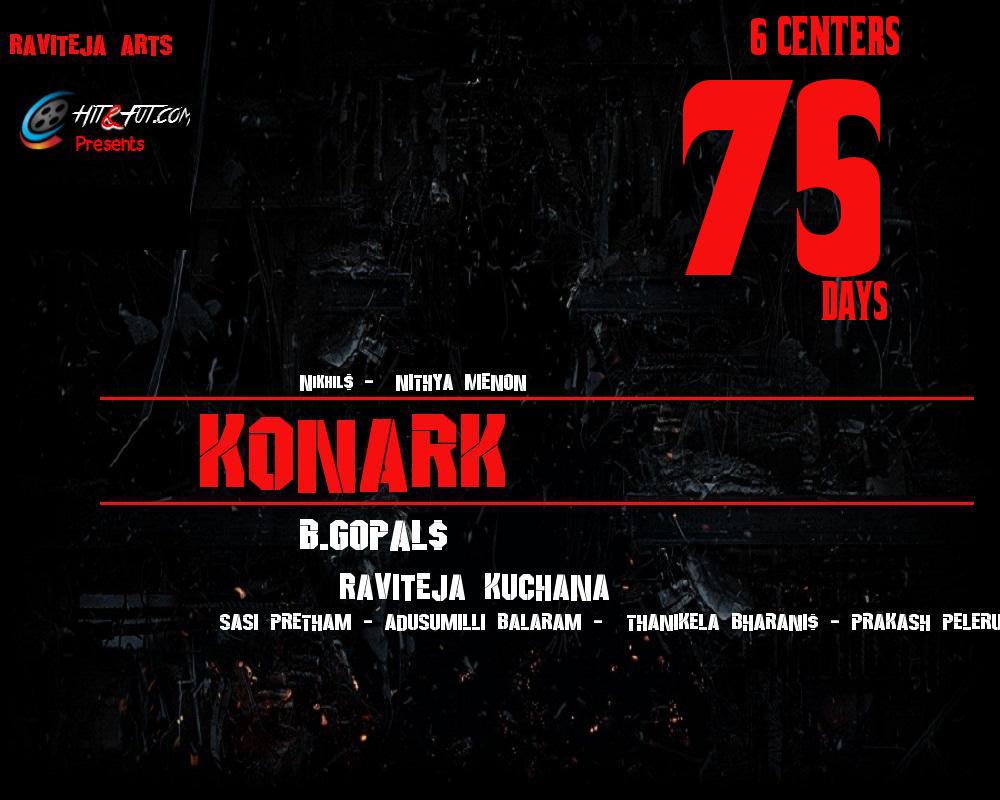 RAVITEJA ARTS
6 CENTERS
HIT&FUT.COM
Presents
75
DAYS
NIKHIL$ - NITHYA MENON
KONARK
B.GOPAL$
RAVITEJA KUCHANA
SASI PRETHAM - ADUSUMILLI BALARAM - THANIKELA BHARANI$ - PRAKASH PELERU